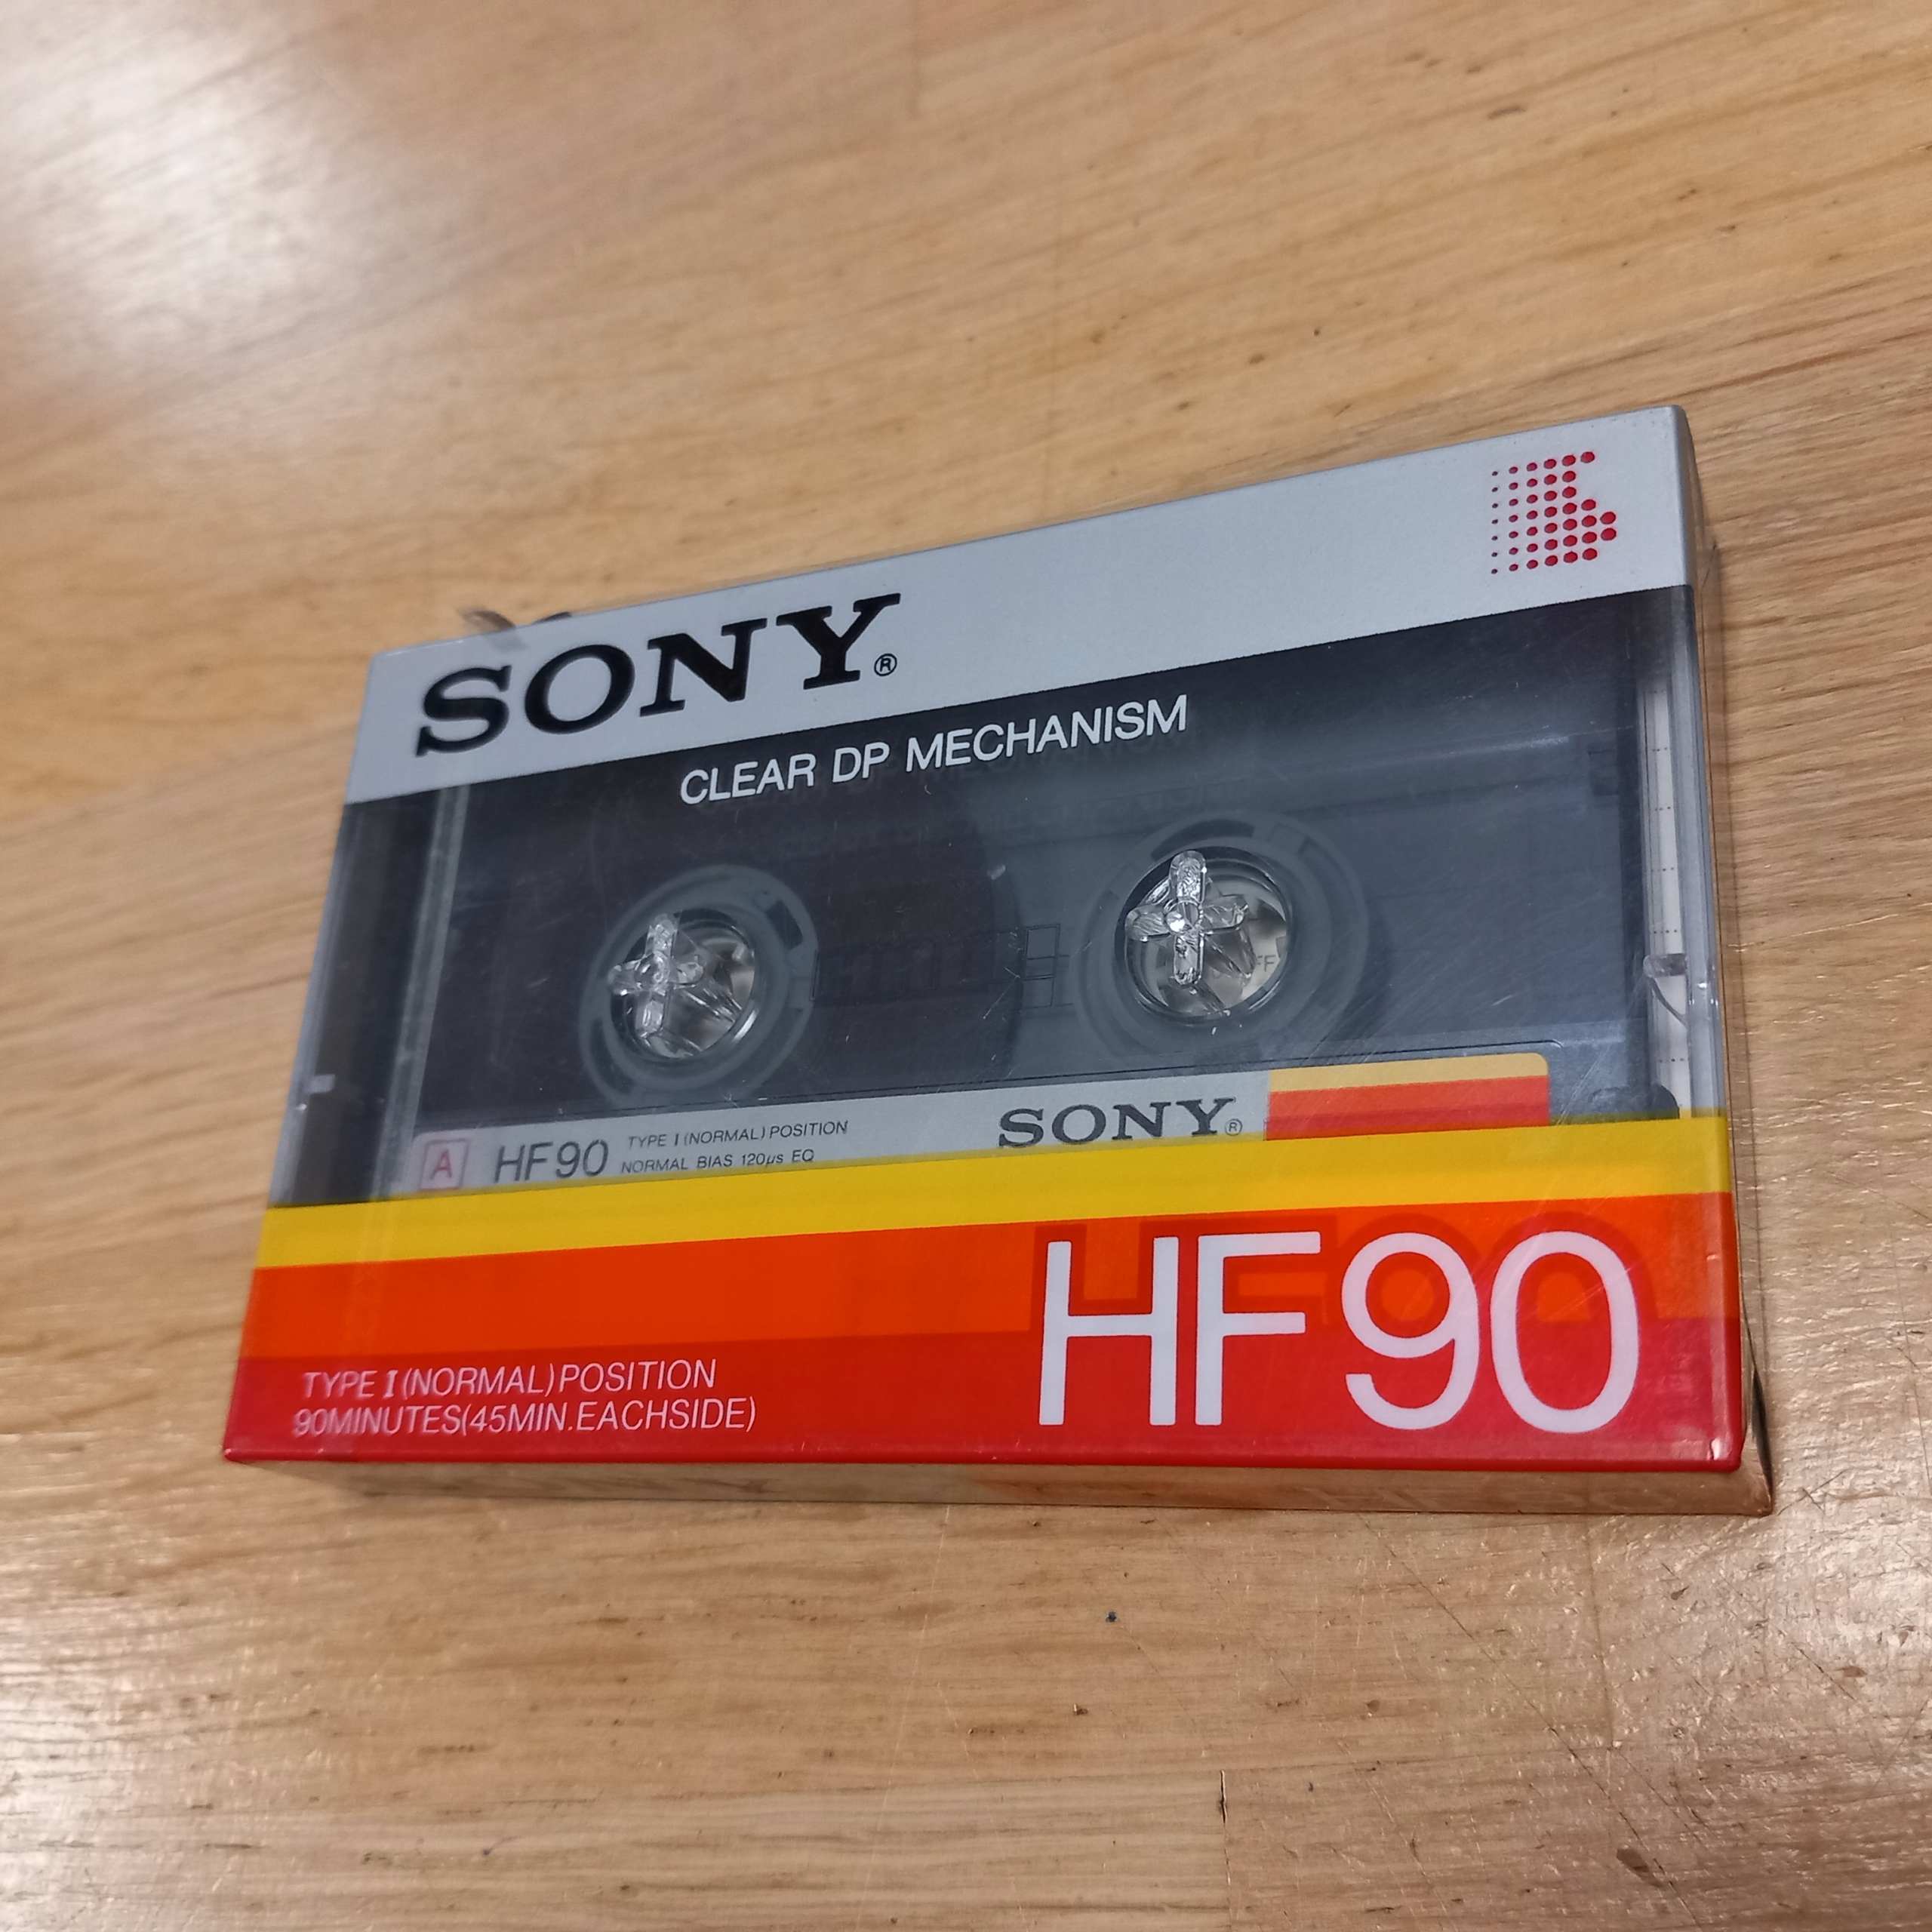 SONY®
CLEAR DP MECHANISM
A HF90 TYPE I (NORMAL) POSITION
NORMAL BIAS 120µs EQ
SONY®
HF90
TYPE I (NORMAL) POSITION
90MINUTES(45MIN.EACHSIDE)